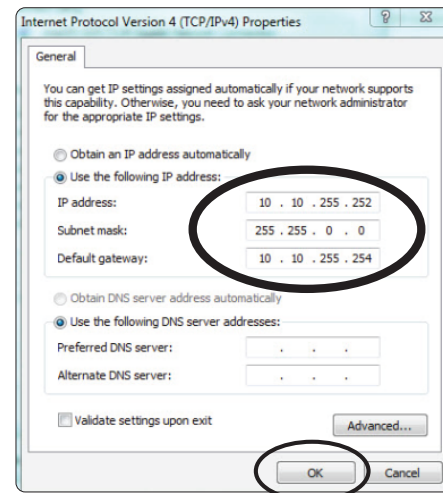 Internet Protocol Version 4 (TCP/IPv4) Properties
General
You can get IP settings assigned automatically if your network supports
this capability. Otherwise, you need to ask your network administrator
for the appropriate IP settings.
Obtain an IP address automatically
Use the following IP address:
IP address: 10 . 10 . 255 . 252
Subnet mask: 255 . 255 . 0 . 0
Default gateway: 10 . 10 . 255 . 254
Obtain DNS server address automatically
Use the following DNS server addresses:
Preferred DNS server: . . .
Alternate DNS server: . . .
Validate settings upon exit
Advanced...
OK Cancel